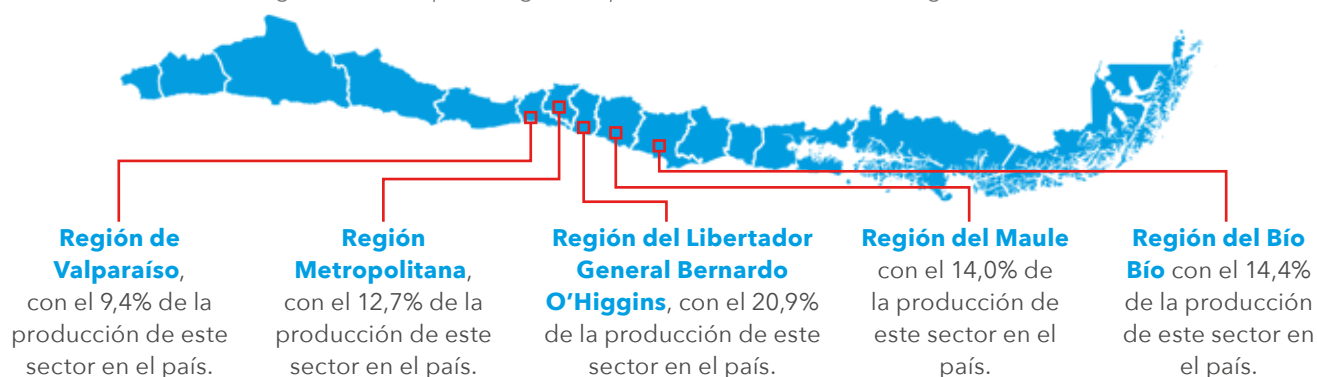 Región de
Valparaíso,
con el 9,4% de la
producción de este
sector en el país.
Región
Metropolitana,
con el 12,7% de la
producción de este
sector en el país.
Región del Libertador
General Bernardo
O’Higgins, con el 20,9%
de la producción de este
sector en el país.
Región del Maule
con el 14,0% de
la producción de
este sector en el
país.
Región del Bío
Bío con el 14,4%
de la producción
de este sector en
el país.